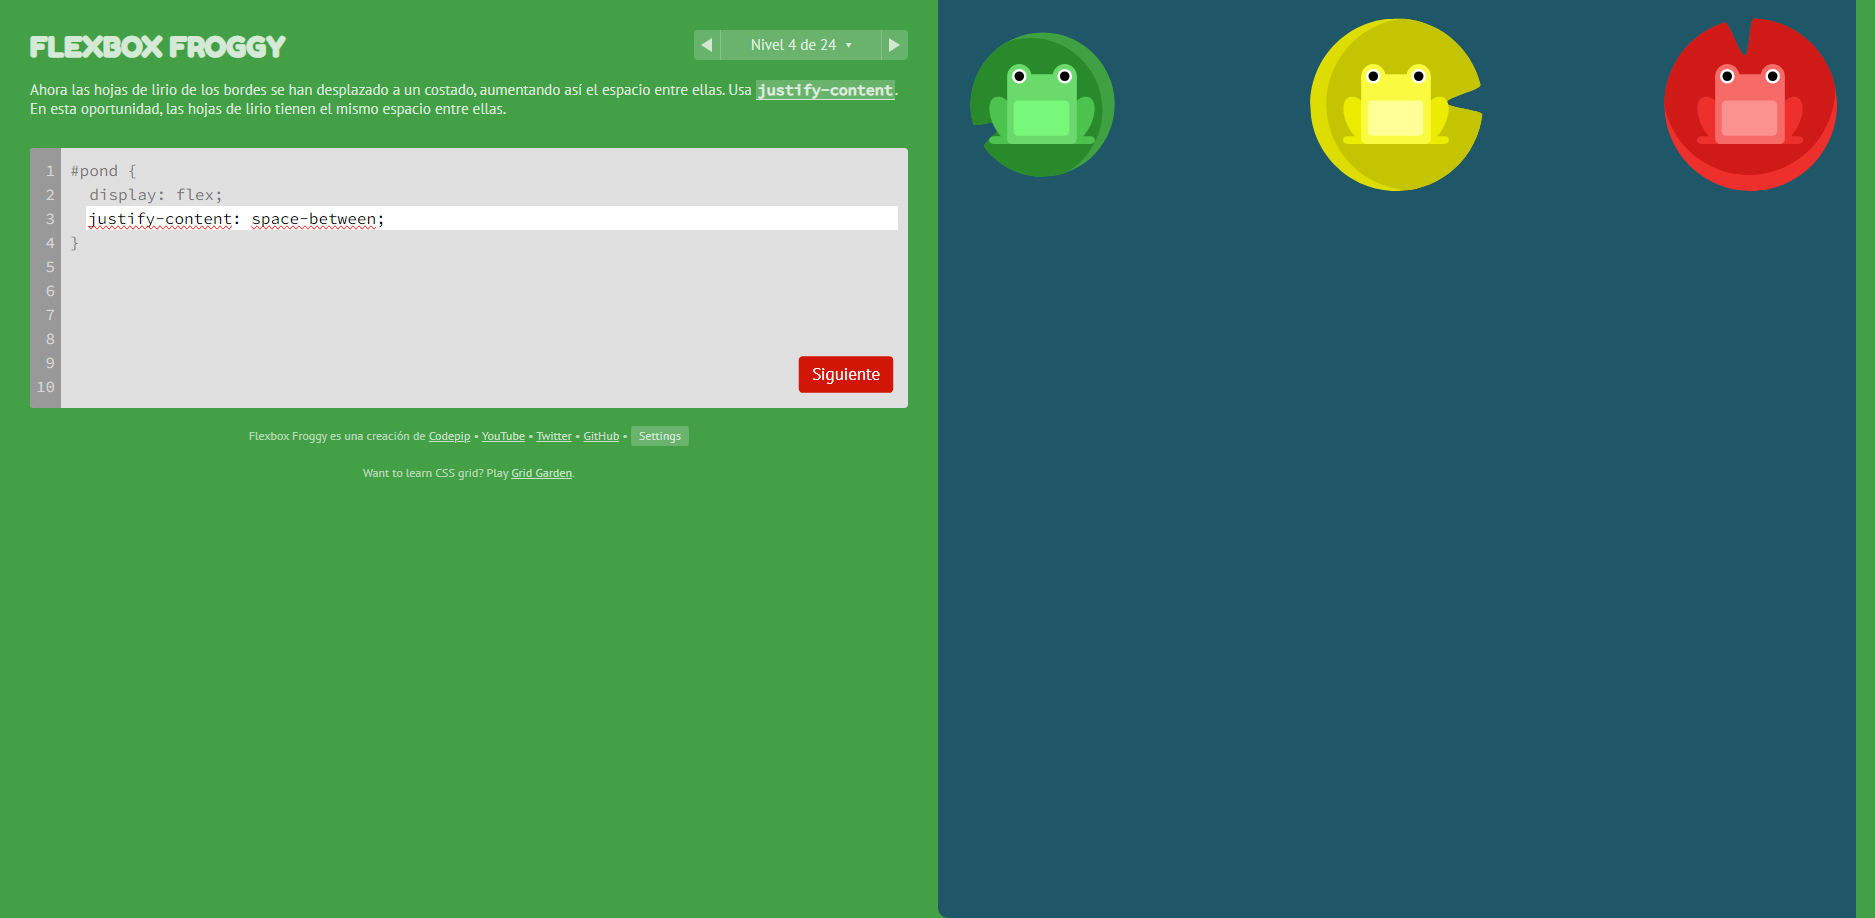 FLEXBOX FROGGY
◀ Nivel 4 de 24 ▾ ▶
Ahora las hojas de lirio de los bordes se han desplazado a un costado, aumentando así el espacio entre ellas. Usa justify-content.
En esta oportunidad, las hojas de lirio tienen el mismo espacio entre ellas.
1 #pond {
2 display: flex;
3 justify-content: space-between;
4 }
5
6
7
8
9
10
Siguiente
Flexbox Froggy es una creación de Codepip • YouTube • Twitter • GitHub • Settings
Want to learn CSS grid? Play Grid Garden.